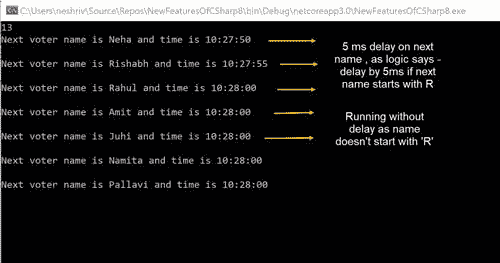 C:\Users\neshriv\Source\Repos\NewFeaturesOfCSharp8\bin\Debug\netcoreapp3.0\NewFeaturesOfCSharp8.exe
13
Next voter name is Neha and time is 10:27:50
Next voter name is Rishabh and time is 10:27:55
Next voter name is Rahul and time is 10:28:00
Next voter name is Amit and time is 10:28:00
Next voter name is Juhi and time is 10:28:00
Next voter name is Namita and time is 10:28:00
Next voter name is Pallavi and time is 10:28:00
5 ms delay on next
name , as logic says -
delay by 5ms if next
name starts with R
Running without
delay as name
doesn't start with 'R'